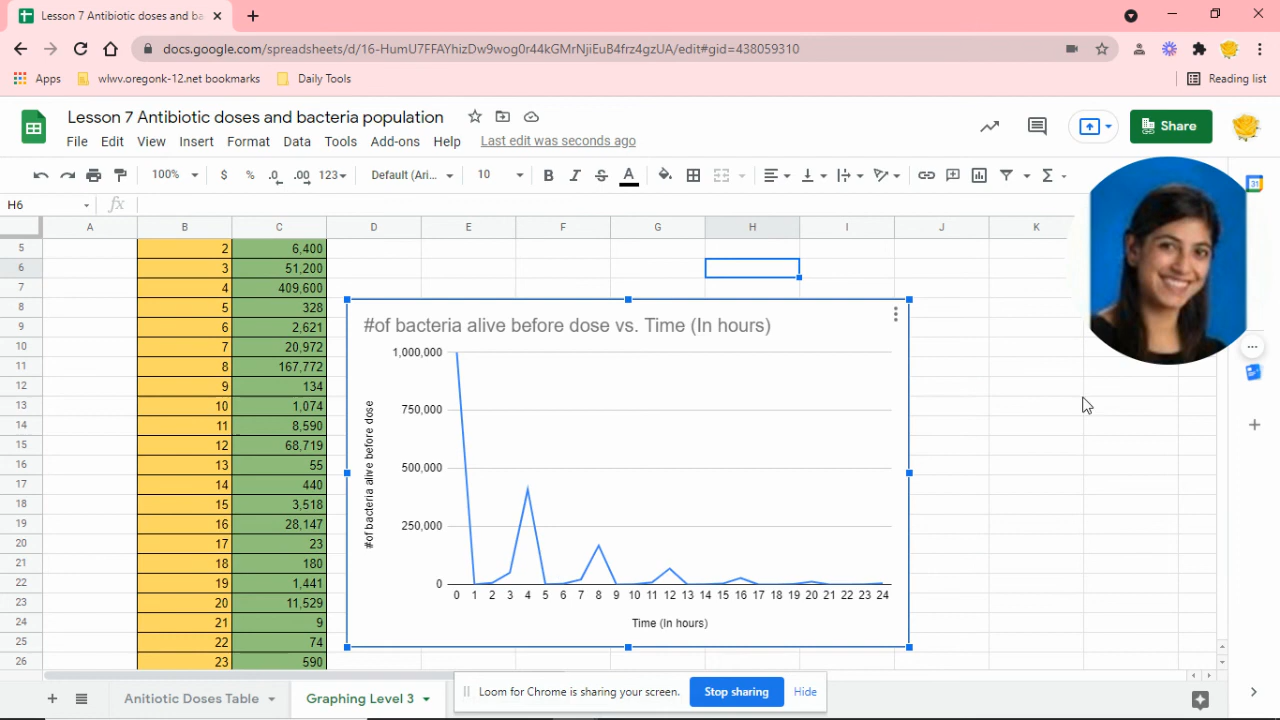 Lesson 7 Antibiotic doses and ba
docs.google.com/spreadsheets/d/16-HumU7FFAYhizDw9wog0r44kGMrNjiEuB4frz4gzUA/edit#gid=438059310
Apps wlwv.oregonk-12.net bookmarks Daily Tools Reading list
Lesson 7 Antibiotic doses and bacteria population
File Edit View Insert Format Data Tools Add-ons Help Last edit was seconds ago
Share
100% $ % .0 .00 123 Default (Ari... 10 B I S A
H6 fx
A B C D E F G H I J K
5 2 6,400
6 3 51,200
7 4 409,600
8 5 328
9 6 2,621
10 7 20,972
11 8 167,772
12 9 134
13 10 1,074
14 11 8,590
15 12 68,719
16 13 55
17 14 440
18 15 3,518
19 16 28,147
20 17 23
21 18 180
22 19 1,441
23 20 11,529
24 21 9
25 22 74
26 23 590
#of bacteria alive before dose vs. Time (In hours)
#of bacteria alive before dose
1,000,000
750,000
500,000
250,000
0
0 1 2 3 4 5 6 7 8 9 10 11 12 13 14 15 16 17 18 19 20 21 22 23 24
Time (In hours)
31
Anitiotic Doses Table Graphing Level 3
Loom for Chrome is sharing your screen. Stop sharing Hide